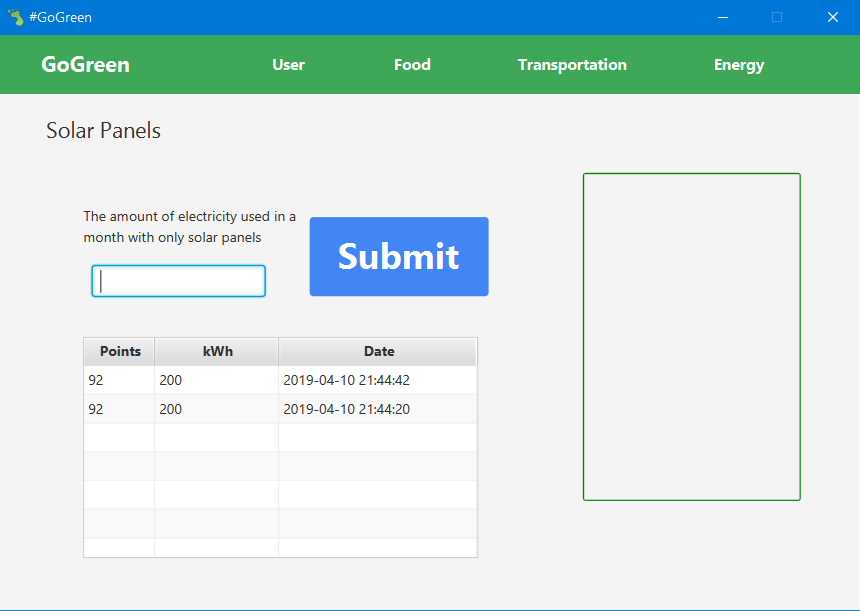 #GoGreen
GoGreen User Food Transportation Energy
Solar Panels
The amount of electricity used in a
month with only solar panels
Submit
Points kWh Date
92 200 2019-04-10 21:44:42
92 200 2019-04-10 21:44:20